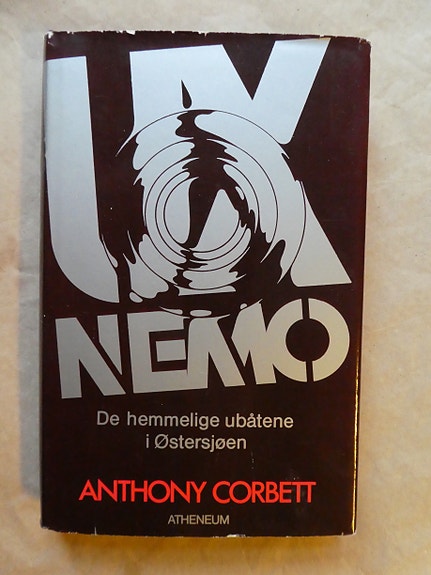 UX
NEMO
De hemmelige ubåtene
i Østersjøen
ANTHONY CORBETT
ATHENEUM